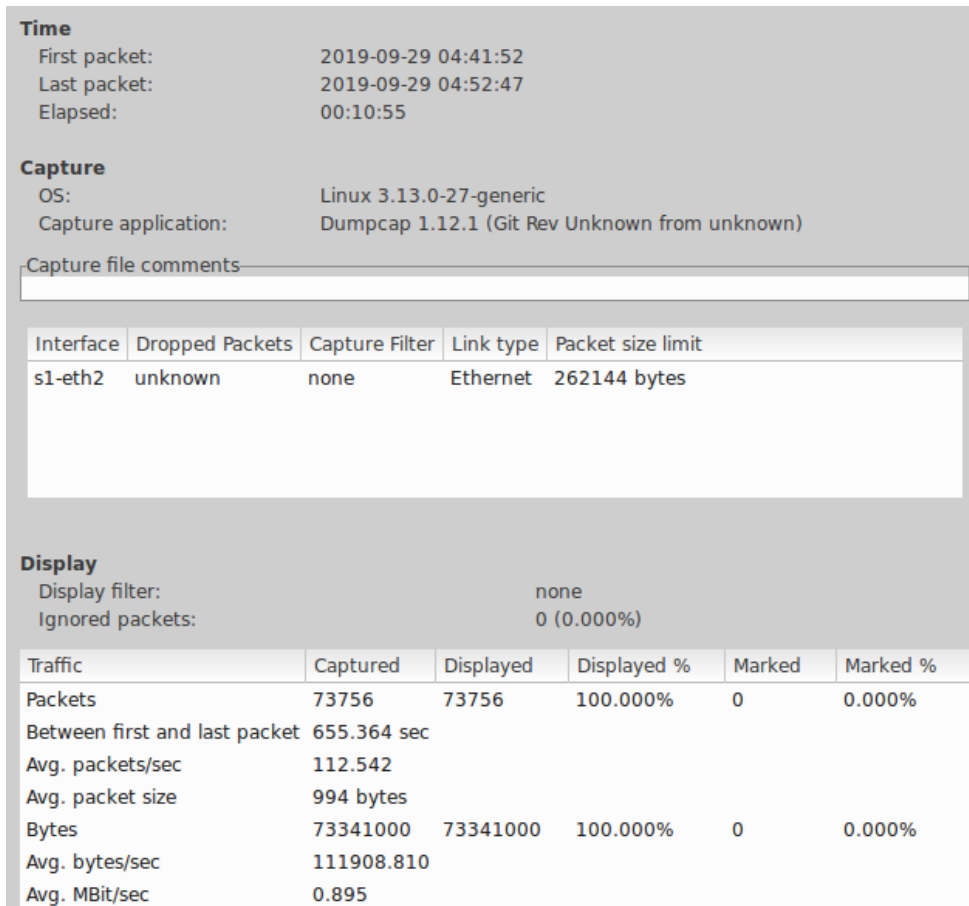 Time
First packet: 2019-09-29 04:41:52
Last packet: 2019-09-29 04:52:47
Elapsed: 00:10:55
Capture
OS: Linux 3.13.0-27-generic
Capture application: Dumpcap 1.12.1 (Git Rev Unknown from unknown)
Capture file comments
Interface Dropped Packets Capture Filter Link type Packet size limit
s1-eth2 unknown none Ethernet 262144 bytes
Display
Display filter: none
Ignored packets: 0 (0.000%)
Traffic Captured Displayed Displayed % Marked Marked %
Packets 73756 73756 100.000% 0 0.000%
Between first and last packet 655.364 sec
Avg. packets/sec 112.542
Avg. packet size 994 bytes
Bytes 73341000 73341000 100.000% 0 0.000%
Avg. bytes/sec 111908.810
Avg. MBit/sec 0.895